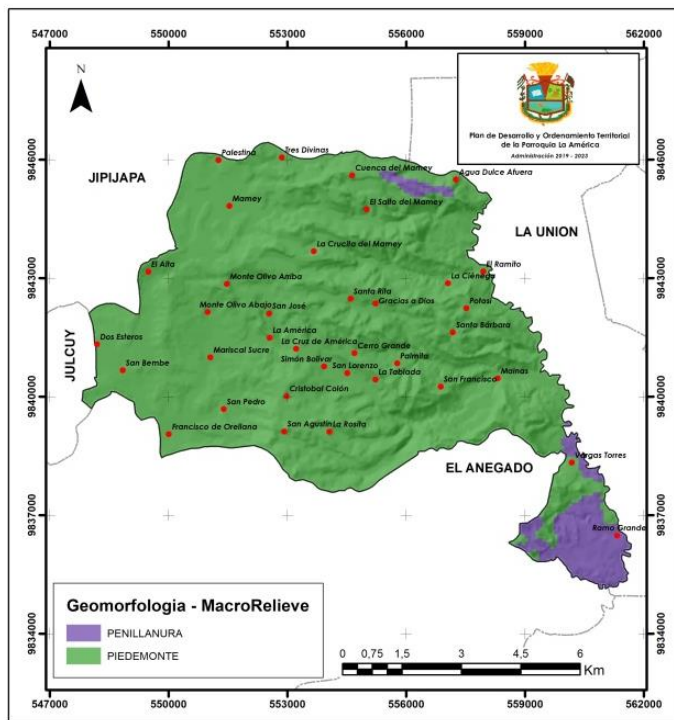 547000 550000 553000 556000 559000 562000
N
Plan de Desarrollo y Ordenamiento Territorial
de la Parroquia La América
Administración 2019 - 2023
9846000
9846000
Palestina
Tres Divinas
Cuenca del Mamey
Agua Dulce Afuera
JIPIJAPA
Mamey
El Salto del Mamey
LA UNION
La Crucita del Mamey
9843000
9843000
El Alta
Monte Olivo Arriba
La Ciénega
El Ramito
Santa Rita
Gracias a Dios
Monte Olivo Abajo
San José
Potosí
Santa Bárbara
La América
La Cruz de América
Dos Esteros
Mariscal Sucre
Simón Bolívar
Cerro Grande
Palmita
JULCUY
San Bembe
San Lorenzo
La Tablada
San Francisco
Mainas
9840000
9840000
Cristobal Colón
San Pedro
Francisco de Orellana
San Agustín
La Rosita
EL ANEGADO
Vargas Torres
9837000
9837000
Ramo Grande
Geomorfologia - MacroRelieve
PENILLANURA
PIEDEMONTE
9834000
9834000
0 0,75 1,5 3 4,5 6
Km
547000 550000 553000 556000 559000 562000